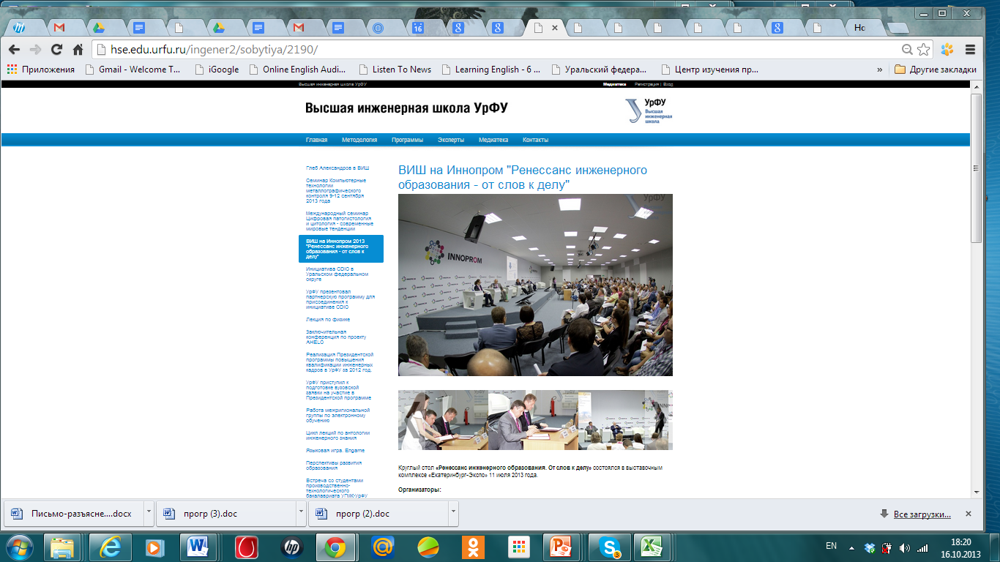 16
Но
hse.edu.urfu.ru/ingener2/sobytiya/2190/
Приложения
Gmail - Welcome T...
iGoogle
Online English Audi...
Listen To News
Learning English - 6 ...
Уральский федера...
Центр изучения пр...
»
Другие закладки
Высшая инженерная школа УрФУ
Медиатека
Регистрация | Вход
Высшая инженерная школа УрФУ
УрФУ
Высшая
инженерная
школа
Главная
Методология
Программы
Эксперты
Медиатека
Контакты
Глеб Александров в ВИШ
Семинар Компьютерные
технологии
металлографического
контроля 9-12 сентября
2013 года
Международный семинар
Цифровая патогистология
и цитология - современные
мировые тенденции
ВИШ на Иннопром 2013
"Ренессанс инженерного
образования - от слов к
делу"
Инициатива CDIO в
Уральском федеральном
округе
УрФУ презентовал
партнерскую программу для
присоединения к
инициативе CDIO
Лекция по физике
Заключительная
конференция по проекту
AHELO
Реализация Президентской
программы повышения
квалификации инженерных
кадров в УрФУ за 2012 год.
УрФУ приступил к
подготовке вузовской
заявки на участие в
Президентской программе
Работа межригиональной
группы по электронному
обучению
Цикл лекций по антологии
инженерного знания
Языковая игра: Engame
Перспективы развития
образования
Встреча со студентами
производственно-
технологического
бакалавриата УГМК-УрФУ
ВИШ на Иннопром "Ренессанс инженерного
образования - от слов к делу"
УрФУ
INNOPROM
INNOP
Круглый стол «Ренессанс инженерного образования. От слов к делу» состоялся в выставочным
комплексе «Екатеринбург-Экспо» 11 июля 2013 года.
Организаторы:
Письмо-разъясне....docx
прогр (3).doc
прогр (2).doc
Все загрузки...
EN
3
18:20
16.10.2013